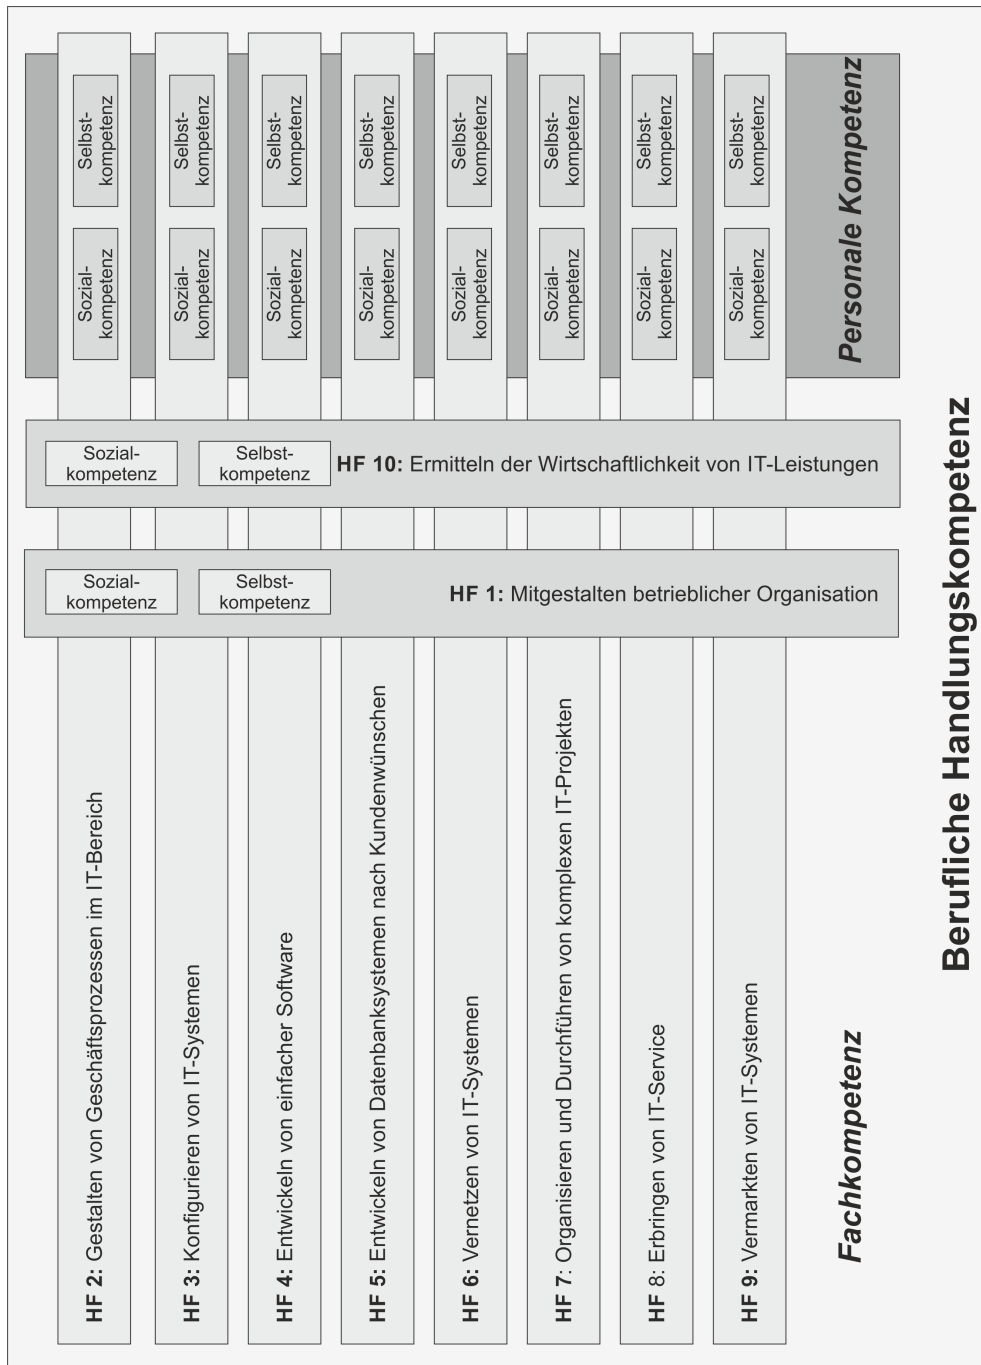 HF 2: Gestalten von Geschäftsprozessen im IT-Bereich
Sozial-
kompetenz
Selbst-
kompetenz
HF 3: Konfigurieren von IT-Systemen
Sozial-
kompetenz
Selbst-
kompetenz
HF 4: Entwickeln von einfacher Software
Sozial-
kompetenz
Selbst-
kompetenz
HF 5: Entwickeln von Datenbanksystemen nach Kundenwünschen
Sozial-
kompetenz
Selbst-
kompetenz
HF 6: Vernetzen von IT-Systemen
Sozial-
kompetenz
Selbst-
kompetenz
HF 7: Organisieren und Durchführen von komplexen IT-Projekten
Sozial-
kompetenz
Selbst-
kompetenz
HF 8: Erbringen von IT-Service
Sozial-
kompetenz
Selbst-
kompetenz
HF 9: Vermarkten von IT-Systemen
Sozial-
kompetenz
Selbst-
kompetenz
Sozial-
kompetenz
Selbst-
kompetenz
HF 1: Mitgestalten betrieblicher Organisation
Sozial-
kompetenz
Selbst-
kompetenz
HF 10: Ermitteln der Wirtschaftlichkeit von IT-Leistungen
Fachkompetenz
Personale Kompetenz
Berufliche Handlungskompetenz